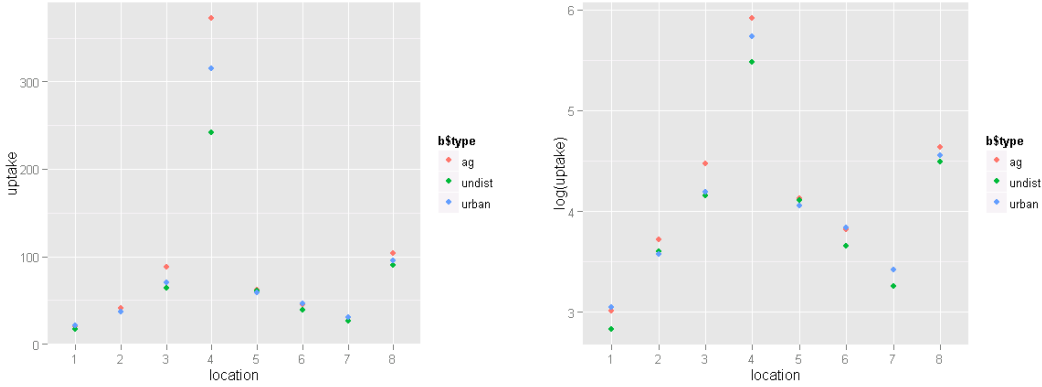 300
200
100
0
uptake
1 2 3 4 5 6 7 8
location
b$type
ag
undist
urban
6
5
4
3
log(uptake)
1 2 3 4 5 6 7 8
location
b$type
ag
undist
urban